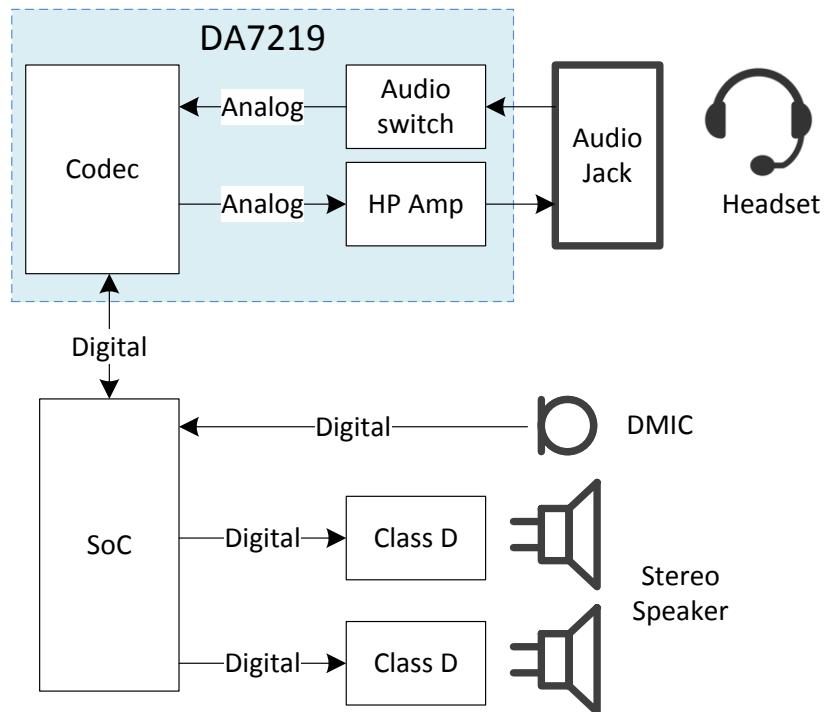 DA7219
Codec
Analog
Audio
switch
Analog
HP Amp
Audio
Jack
Headset
Digital
SoC
Digital
DMIC
Digital
Class D
Digital
Class D
Stereo
Speaker